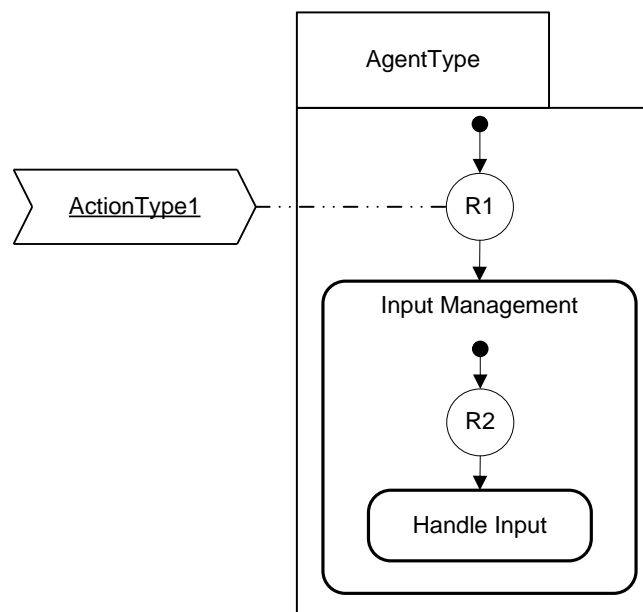 AgentType
ActionType1
R1
Input Management
R2
Handle Input